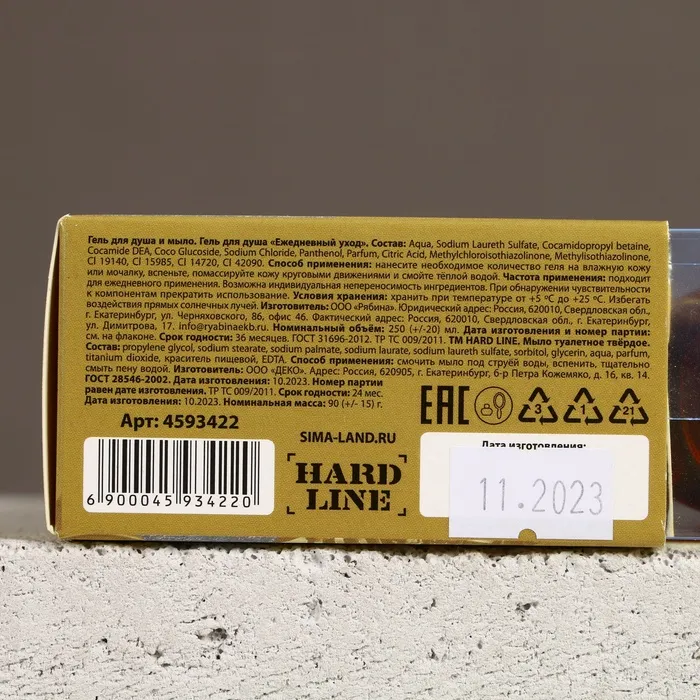 Гель для душа и мыло. Гель для душа «Ежедневный уход». Состав: Aqua, Sodium Laureth Sulfate, Cocamidopropyl betaine,
Cocamide DEA, Coco Glucoside, Sodium Chloride, Panthenol, Parfum, Citric Acid, Methylchloroisothiazolinone, Methylisothiazolinone,
CI 19140, CI 15985, CI 14720, CI 42090. Способ применения: нанесите необходимое количество геля на влажную кожу
или мочалку, вспеньте, помассируйте кожу круговыми движениями и смойте тёплой водой. Частота применения: подходит
для ежедневного применения. Возможна индивидуальная непереносимость ингредиентов. При обнаружении чувствительности
к компонентам прекратить использование. Условия хранения: хранить при температуре от +5 ºС до +25 ºС. Избегать
воздействия прямых солнечных лучей. Изготовитель: ООО «Рябина». Юридический адрес: Россия, 620010, Свердловская обл.,
г. Екатеринбург, ул. Черняховского, 86, офис 46. Фактический адрес: Россия, 620010, Свердловская обл., г. Екатеринбург,
ул. Димитрова, 17. info@ryabinaekb.ru. Номинальный объём: 250 (+/-20) мл. Дата изготовления и номер партии:
см. на флаконе. Срок годности: 36 месяцев. ГОСТ 31696-2012. ТР ТС 009/2011. ТМ HARD LINE. Мыло туалетное твёрдое.
Состав: propylene glycol, sodium stearate, sodium palmate, sodium laurate, sodium laureth sulfate, sorbitol, glycerin, aqua, parfum,
titanium dioxide, краситель пищевой, EDTA. Способ применения: смочить мыло под струёй воды, вспенить, тщательно
смыть пену водой. Изготовитель: ООО «ДЕКО». Адрес: Россия, 620905, г. Екатеринбург, б-р Петра Кожемяко, д. 16, кв. 14.
ГОСТ 28546-2002. Дата изготовления: 10.2023. Номер партии
равен дате изготовления. ТР ТС 009/2011. Срок годности: 24 мес.
Дата изготовления: 10.2023. Номинальная масса: 90 (+/- 15) г.
Арт: 4593422
EAC
3
1
21
SIMA-LAND.RU
HARD
LINE
6 900045 934220
Дата изготовления:
11.2023